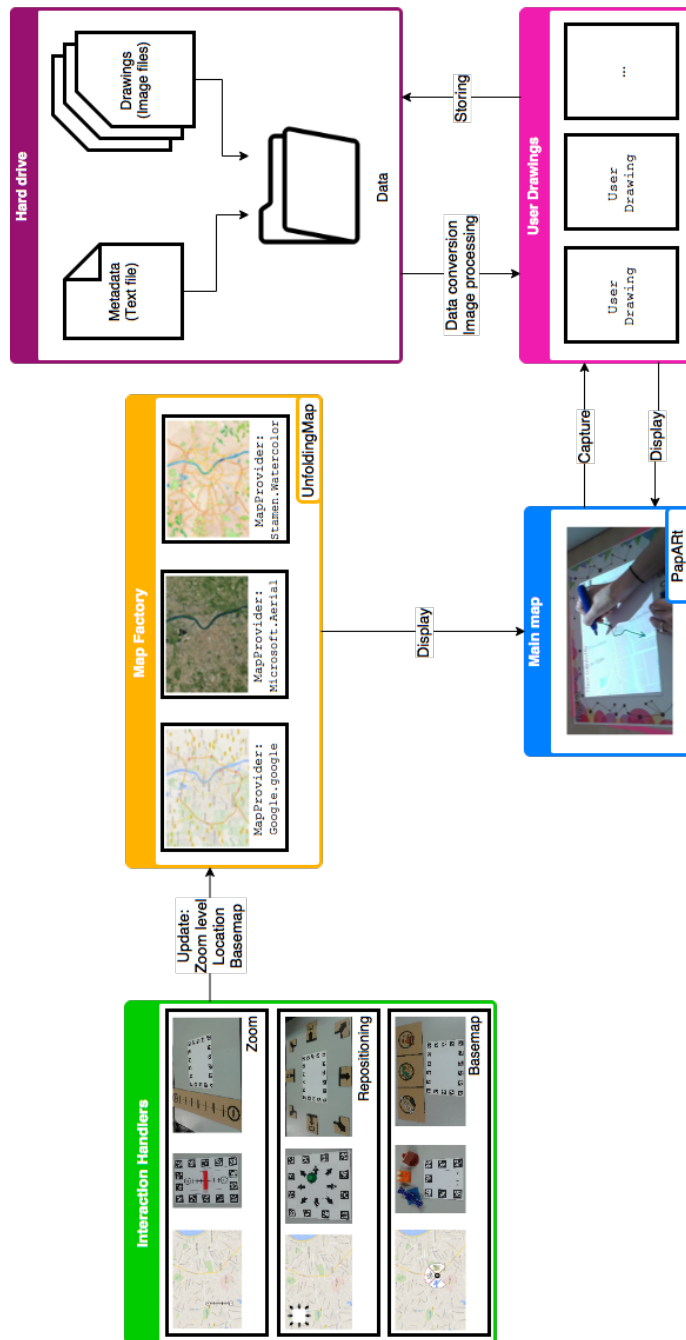 Interaction Handlers
Zoom
Repositioning
Basemap
Update:
Zoom level
Location
Basemap
Map Factory
MapProvider:
Google.google
MapProvider:
Microsoft.Aerial
MapProvider:
Stamen.Watercolor
UnfoldingMap
Display
Main map
PapARt
Capture
Display
Hard drive
Metadata
(Text file)
Drawings
(Image files)
Data
Data conversion
Image processing
Storing
User Drawings
User
Drawing
User
Drawing
...